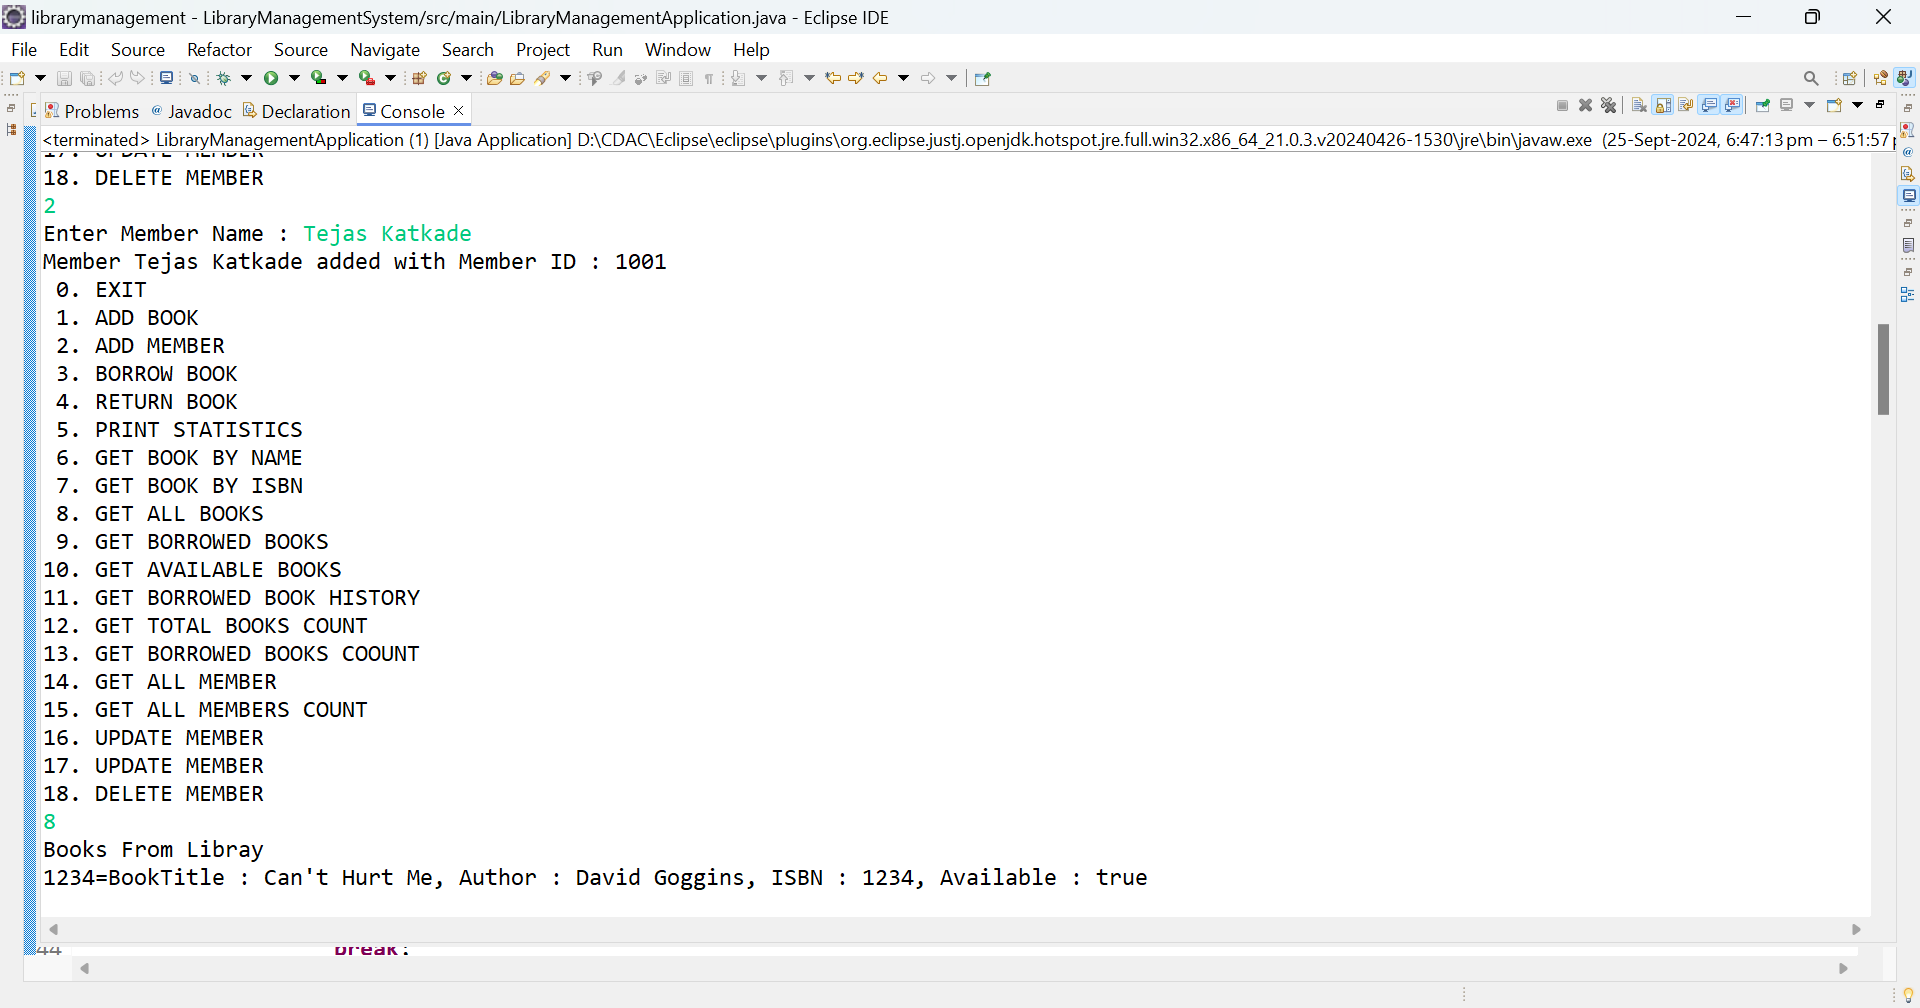 librarymanagement - LibraryManagementSystem/src/main/LibraryManagementApplication.java - Eclipse IDE
File Edit Source Refactor Source Navigate Search Project Run Window Help
Problems Javadoc Declaration Console
<terminated> LibraryManagementApplication (1) [Java Application] D:\CDAC\Eclipse\eclipse\plugins\org.eclipse.justj.openjdk.hotspot.jre.full.win32.x86_64_21.0.3.v20240426-1530\jre\bin\javaw.exe (25-Sept-2024, 6:47:13 pm – 6:51:57 p
17. UPDATE MEMBER
18. DELETE MEMBER
2
Enter Member Name : Tejas Katkade
Member Tejas Katkade added with Member ID : 1001
0. EXIT
1. ADD BOOK
2. ADD MEMBER
3. BORROW BOOK
4. RETURN BOOK
5. PRINT STATISTICS
6. GET BOOK BY NAME
7. GET BOOK BY ISBN
8. GET ALL BOOKS
9. GET BORROWED BOOKS
10. GET AVAILABLE BOOKS
11. GET BORROWED BOOK HISTORY
12. GET TOTAL BOOKS COUNT
13. GET BORROWED BOOKS COOUNT
14. GET ALL MEMBER
15. GET ALL MEMBERS COUNT
16. UPDATE MEMBER
17. UPDATE MEMBER
18. DELETE MEMBER
8
Books From Libray
1234=BookTitle : Can't Hurt Me, Author : David Goggins, ISBN : 1234, Available : true
44 break;